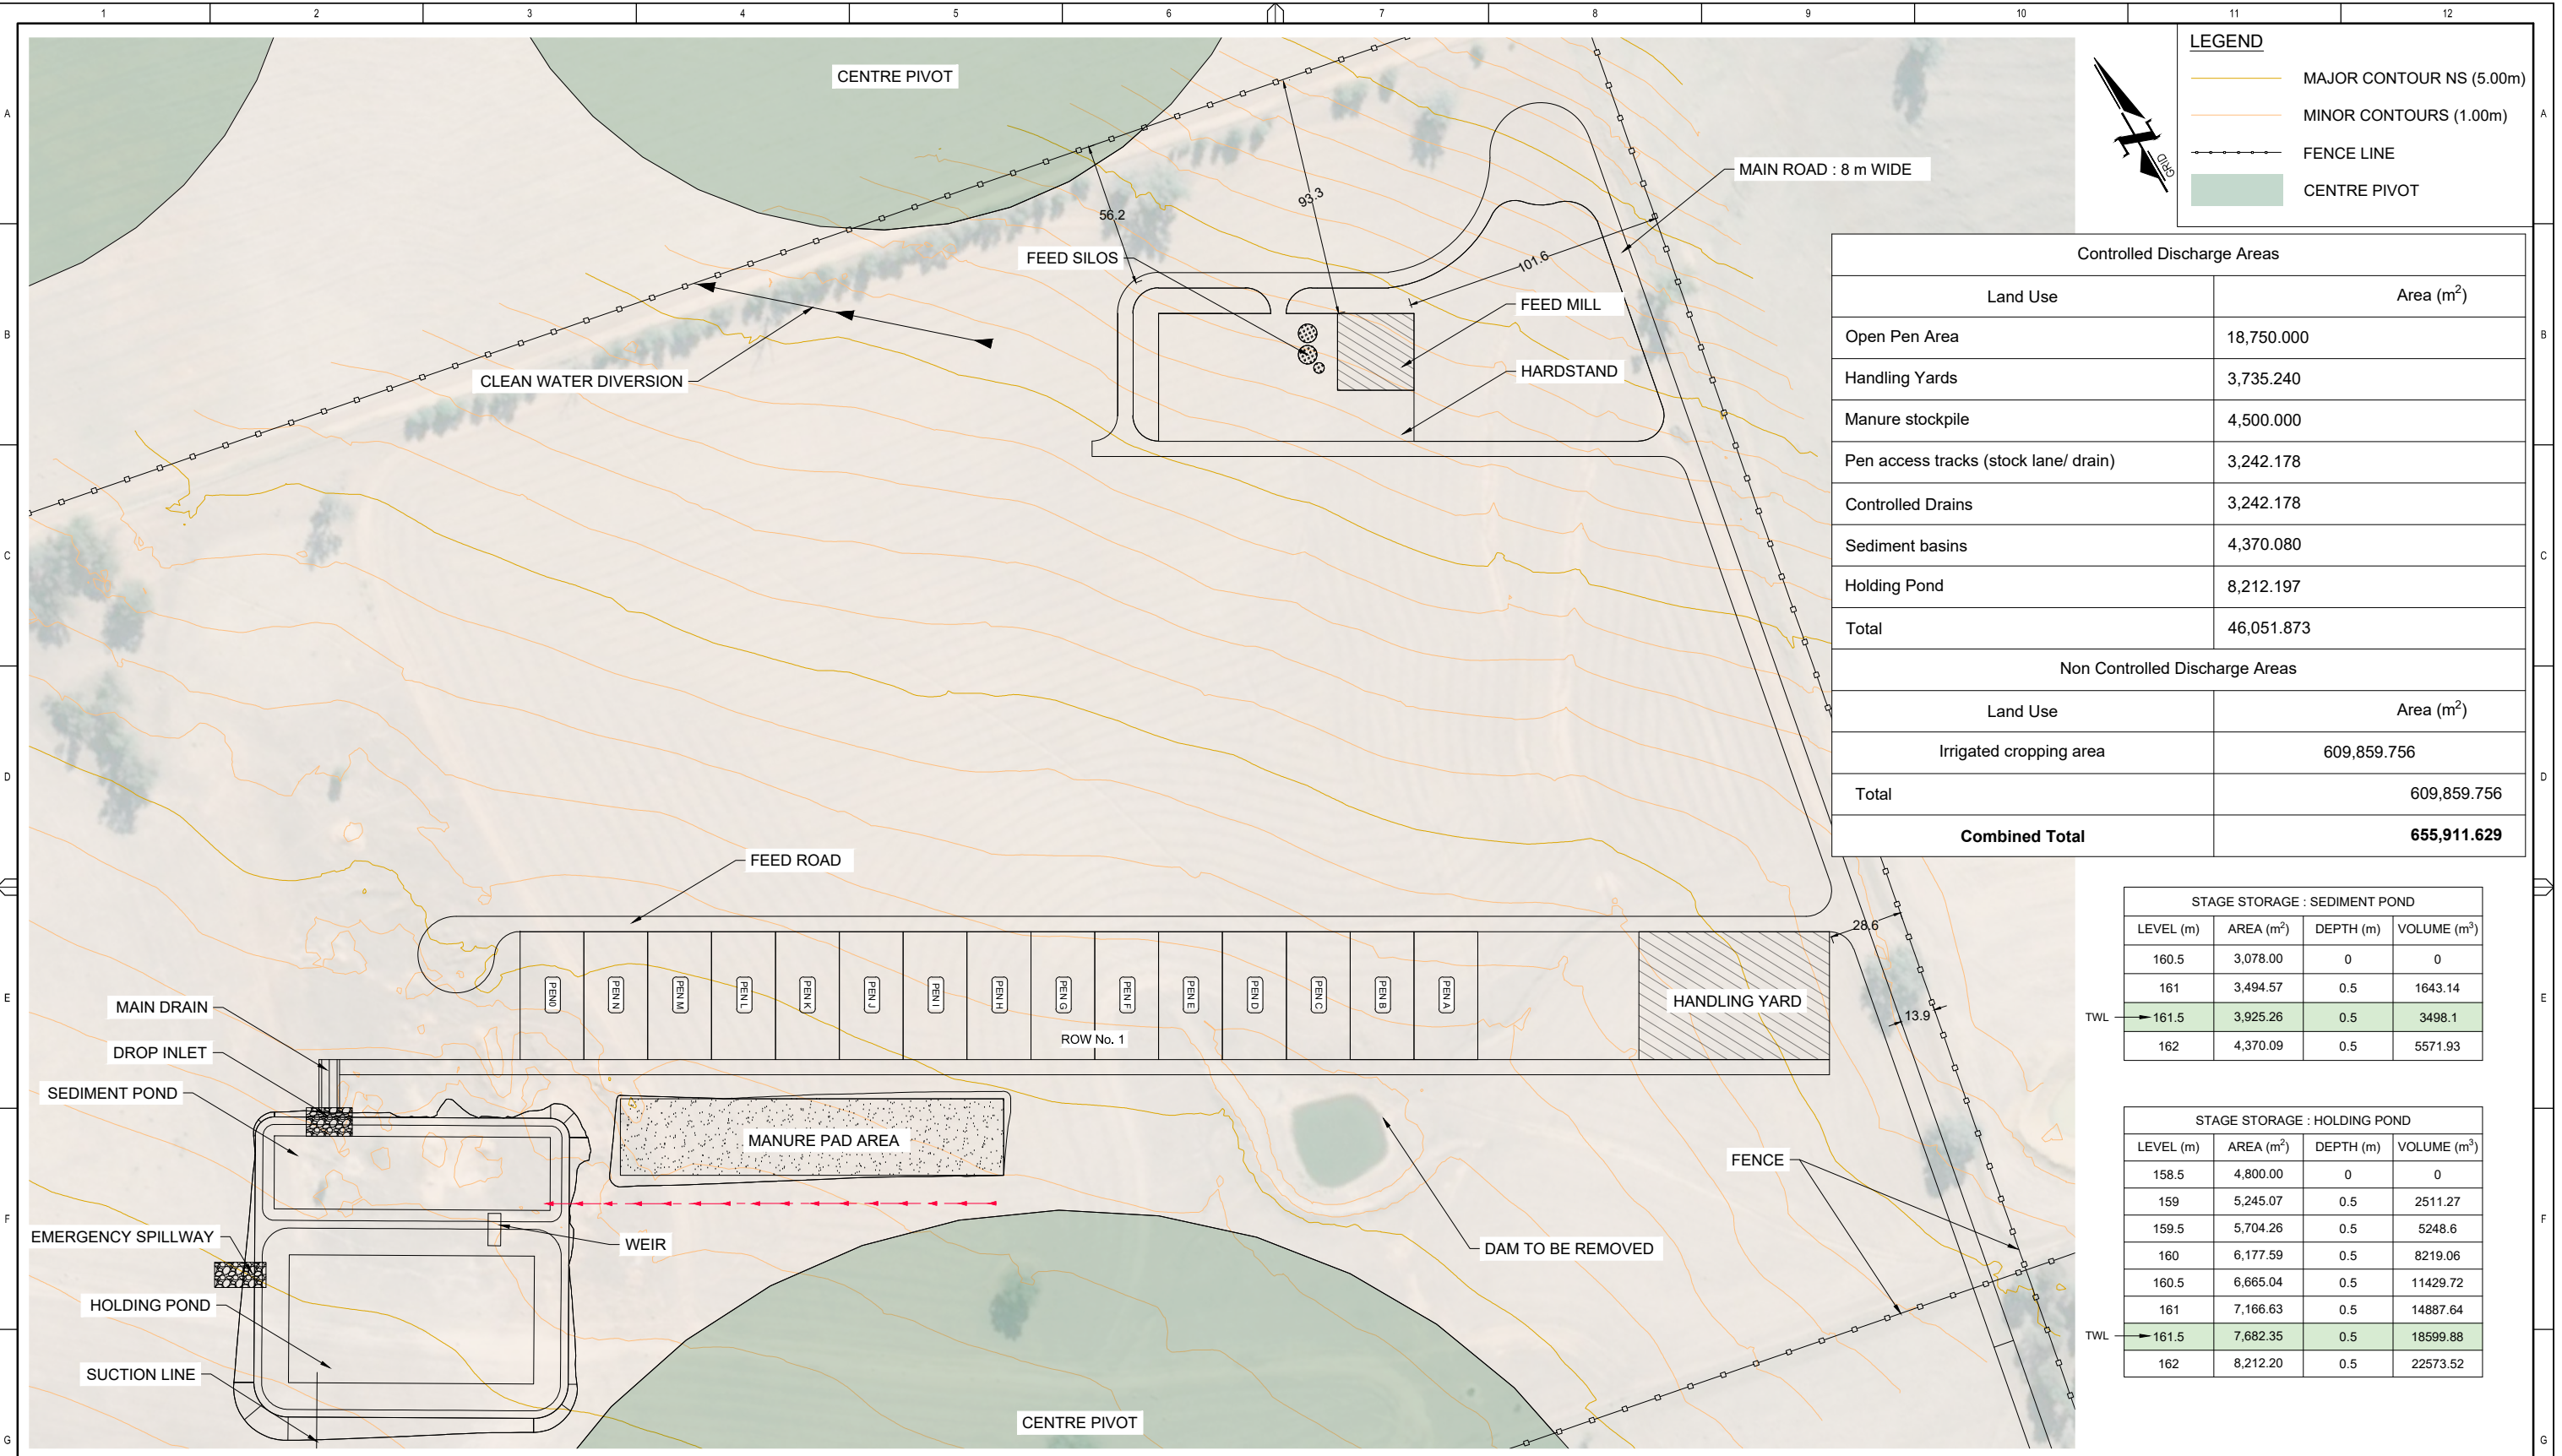 1 2 3 4 5 6 7 8 9 10 11 12
A
B
C
D
E
F
G
A
B
C
D
E
F
G
CENTRE PIVOT
56.2
93.3
101.6
MAIN ROAD : 8 m WIDE
FEED SILOS
FEED MILL
HARDSTAND
CLEAN WATER DIVERSION
FEED ROAD
28.6
13.9
PEN0
PEN N
PEN M
PEN L
PEN K
PEN J
PEN I
PEN H
PEN G
PEN F
PEN E
PEN D
PEN C
PEN B
PEN A
HANDLING YARD
ROW No. 1
MAIN DRAIN
DROP INLET
SEDIMENT POND
MANURE PAD AREA
EMERGENCY SPILLWAY
WEIR
HOLDING POND
SUCTION LINE
DAM TO BE REMOVED
FENCE
CENTRE PIVOT
GRID
LEGEND
MAJOR CONTOUR NS (5.00m)
MINOR CONTOURS (1.00m)
FENCE LINE
CENTRE PIVOT
Controlled Discharge Areas
Land Use Area (m²)
Open Pen Area 18,750.000
Handling Yards 3,735.240
Manure stockpile 4,500.000
Pen access tracks (stock lane/ drain) 3,242.178
Controlled Drains 3,242.178
Sediment basins 4,370.080
Holding Pond 8,212.197
Total 46,051.873
Non Controlled Discharge Areas
Land Use Area (m²)
Irrigated cropping area 609,859.756
Total 609,859.756
Combined Total 655,911.629
STAGE STORAGE : SEDIMENT POND
LEVEL (m) AREA (m²) DEPTH (m) VOLUME (m³)
160.5 3,078.00 0 0
161 3,494.57 0.5 1643.14
TWL 161.5 3,925.26 0.5 3498.1
162 4,370.09 0.5 5571.93
STAGE STORAGE : HOLDING POND
LEVEL (m) AREA (m²) DEPTH (m) VOLUME (m³)
158.5 4,800.00 0 0
159 5,245.07 0.5 2511.27
159.5 5,704.26 0.5 5248.6
160 6,177.59 0.5 8219.06
160.5 6,665.04 0.5 11429.72
161 7,166.63 0.5 14887.64
TWL 161.5 7,682.35 0.5 18599.88
162 8,212.20 0.5 22573.52